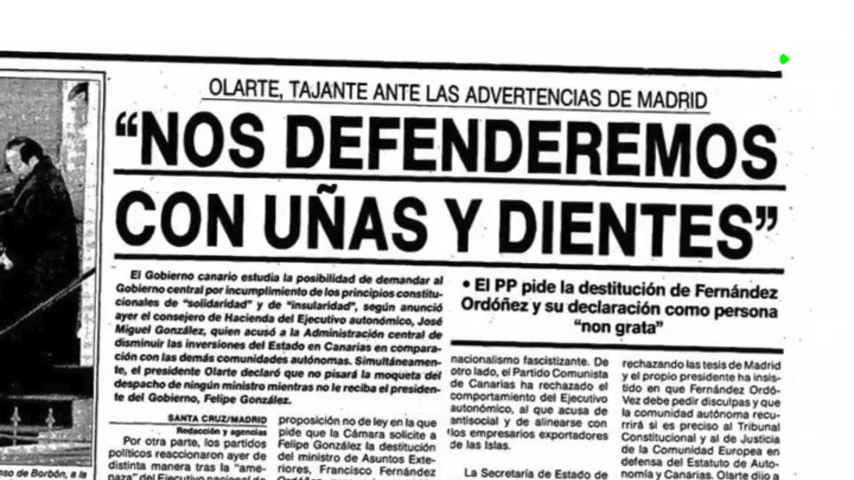 OLARTE, TAJANTE ANTE LAS ADVERTENCIAS DE MADRID
“NOS DEFENDEREMOS
CON UÑAS Y DIENTES”
El Gobierno canario estudia la posibilidad de demandar al
Gobierno central por incumplimiento de los principios constitu-
cionales de “solidaridad” y de “insularidad”, según anunció
ayer el consejero de Hacienda del Ejecutivo autonómico, José
Miguel González, quien acusó a la Administración central de
disminuir las inversiones del Estado en Canarias en compara-
ción con las demás comunidades autónomas. Simultáneamen-
te, el presidente Olarte declaró que no pisará la moqueta del
despacho de ningún ministro mientras no le reciba el presiden-
te del Gobierno, Felipe González.
• El PP pide la destitución de Fernández
Ordóñez y su declaración como persona
“non grata”
SANTA CRUZ/MADRID
Redacción y agencias
Por otra parte, los partidos
políticos reaccionaron ayer de
distinta manera tras la “ame-
naza” del Ejecutivo nacional de
proposición no de ley en la que
pide que la Cámara solicite a
Felipe González la destitución
del ministro de Asuntos Exte-
riores, Francisco Fernández
nacionalismo fascistizante. De
otro lado, el Partido Comunista
de Canarias ha rechazado el
comportamiento del Ejecutivo
autonómico, al que acusa de
antisocial y de alinearse con
los empresarios exportadores
de las Islas.
La Secretaría de Estado de
rechazando las tesis de Madrid
y el propio presidente ha insis-
tido en que Fernández Ordó-
ñez debe pedir disculpas y que
la comunidad autónoma recu-
rrirá si es preciso al Tribunal
Constitucional y al de Justicia
de la Comunidad Europea en
defensa del Estatuto de Auto-
nomía y Canarias. Olarte dijo a
de Borbón, a la